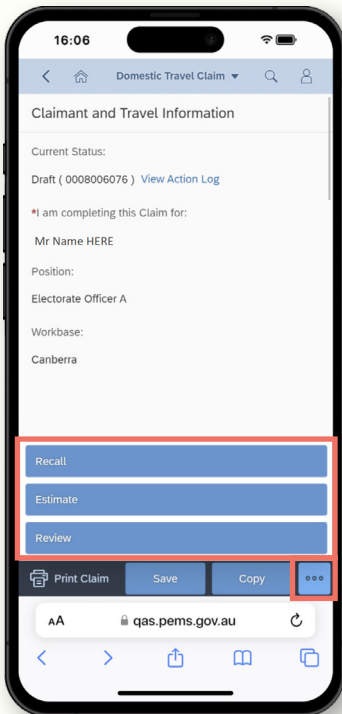 16:06
Domestic Travel Claim
Claimant and Travel Information
Current Status:
Draft ( 0008006076 ) View Action Log
*I am completing this Claim for:
Mr Name HERE
Position:
Electorate Officer A
Workbase:
Canberra
Recall
Estimate
Review
Print Claim Save Copy
AA qas.pems.gov.au